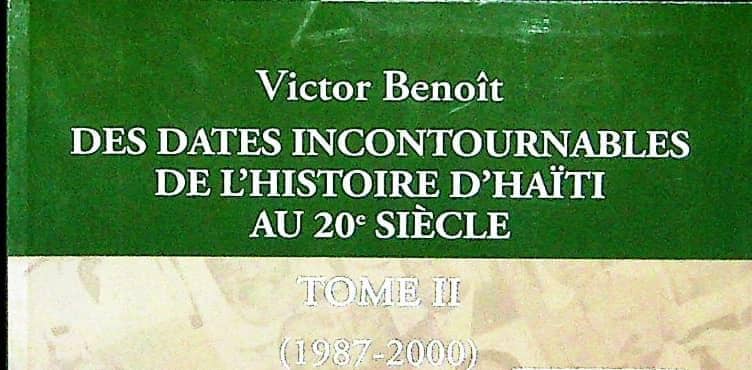 Victor Benoît
DES DATES INCONTOURNABLES
DE L'HISTOIRE D'HAÏTI
AU 20e SIÈCLE
TOME II
(1987-2000)